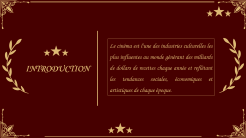 INTRODUCTION
Le cinéma est l'une des industries culturelles les
plus influentes au monde générant des milliards
de dollars de recettes chaque année et reflétant
les tendances sociales, économiques et
artistiques de chaque époque.